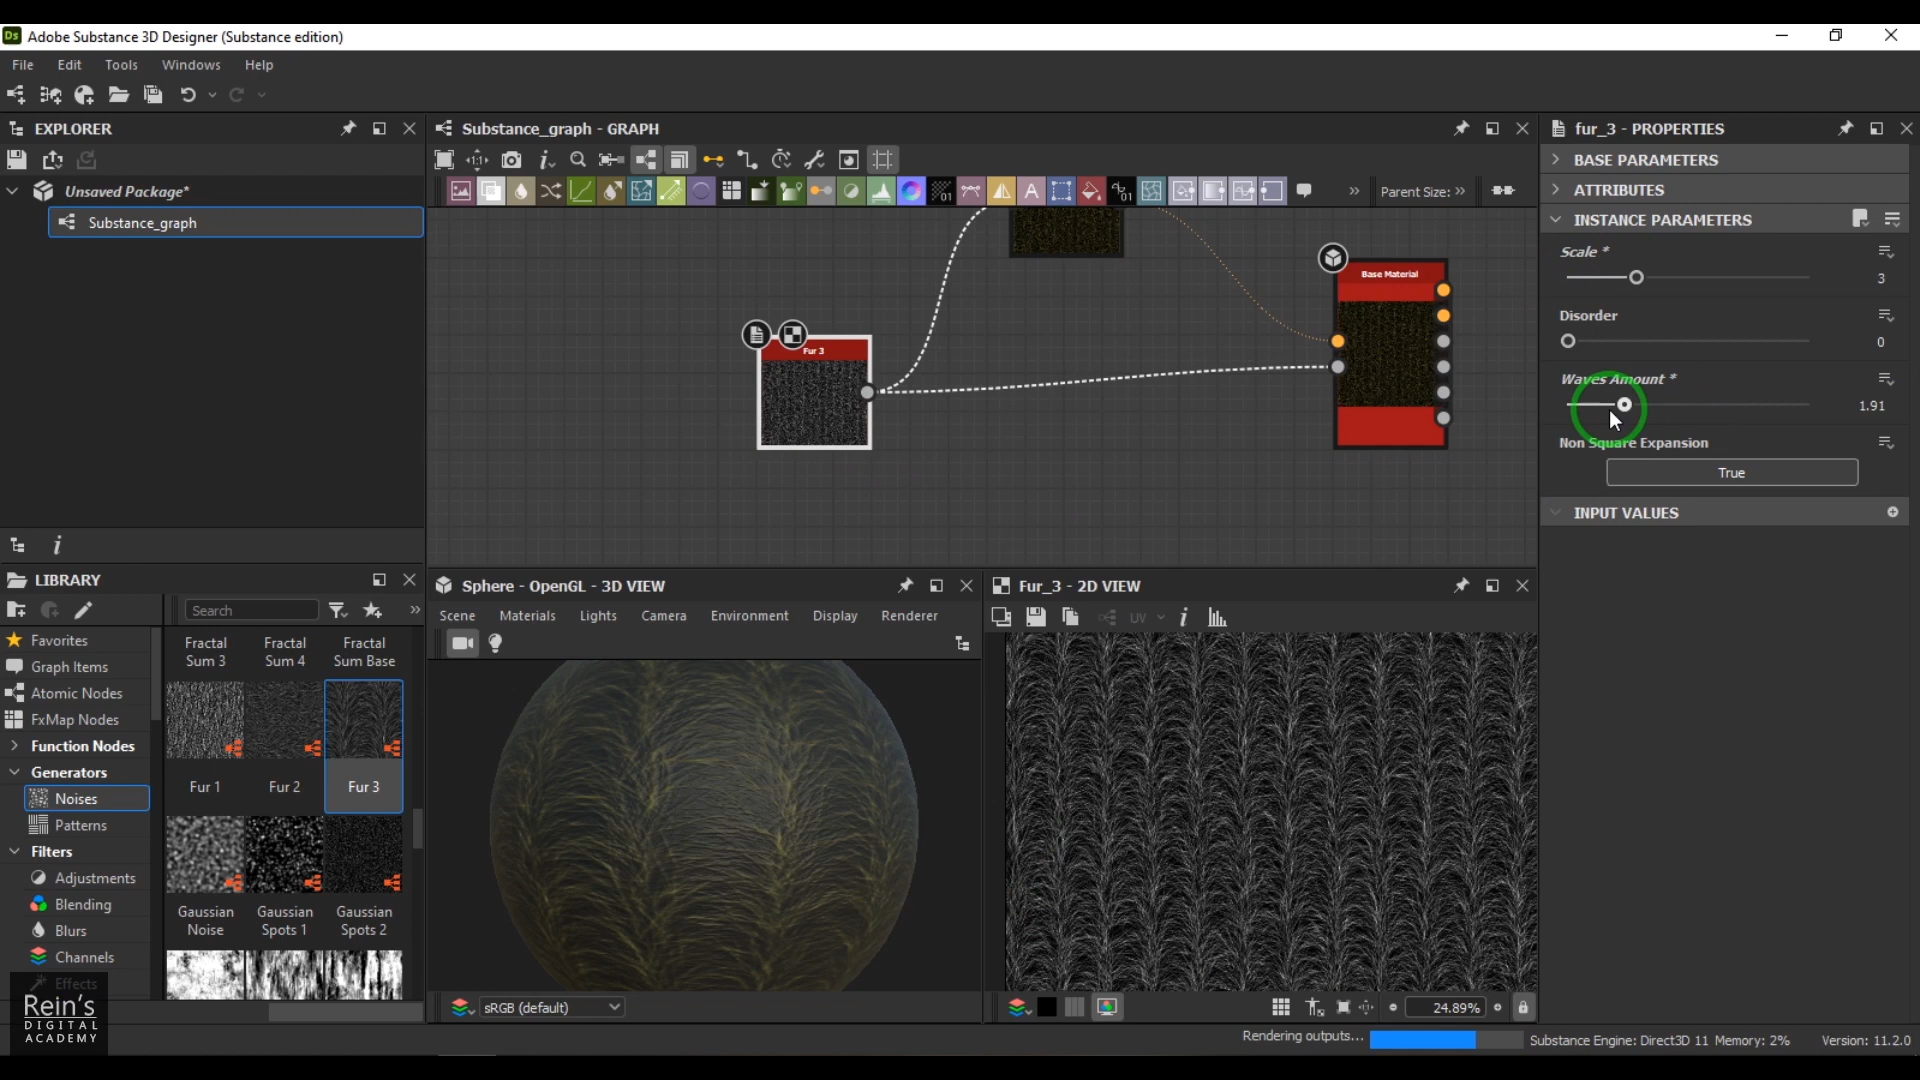 Ds Adobe Substance 3D Designer (Substance edition)
File Edit Tools Windows Help
EXPLORER
Unsaved Package*
Substance_graph
Substance_graph - GRAPH
Parent Size: >>
Base Material
Fur 3
fur_3 - PROPERTIES
BASE PARAMETERS
ATTRIBUTES
INSTANCE PARAMETERS
Scale *
3
Disorder
0
Waves Amount *
1.91
Non Square Expansion
True
INPUT VALUES
LIBRARY
Search
Favorites
Graph Items
Atomic Nodes
FxMap Nodes
Function Nodes
Generators
Noises
Patterns
Filters
Adjustments
Blending
Blurs
Channels
Effects
Fractal Sum 3
Fractal Sum 4
Fractal Sum Base
Fur 1
Fur 2
Fur 3
Gaussian Noise
Gaussian Spots 1
Gaussian Spots 2
Sphere - OpenGL - 3D VIEW
Scene Materials Lights Camera Environment Display Renderer
sRGB (default)
Fur_3 - 2D VIEW
UV
24.89%
Rendering outputs...
Substance Engine: Direct3D 11 Memory: 2%
Version: 11.2.0
Rein's
DIGITAL
ACADEMY